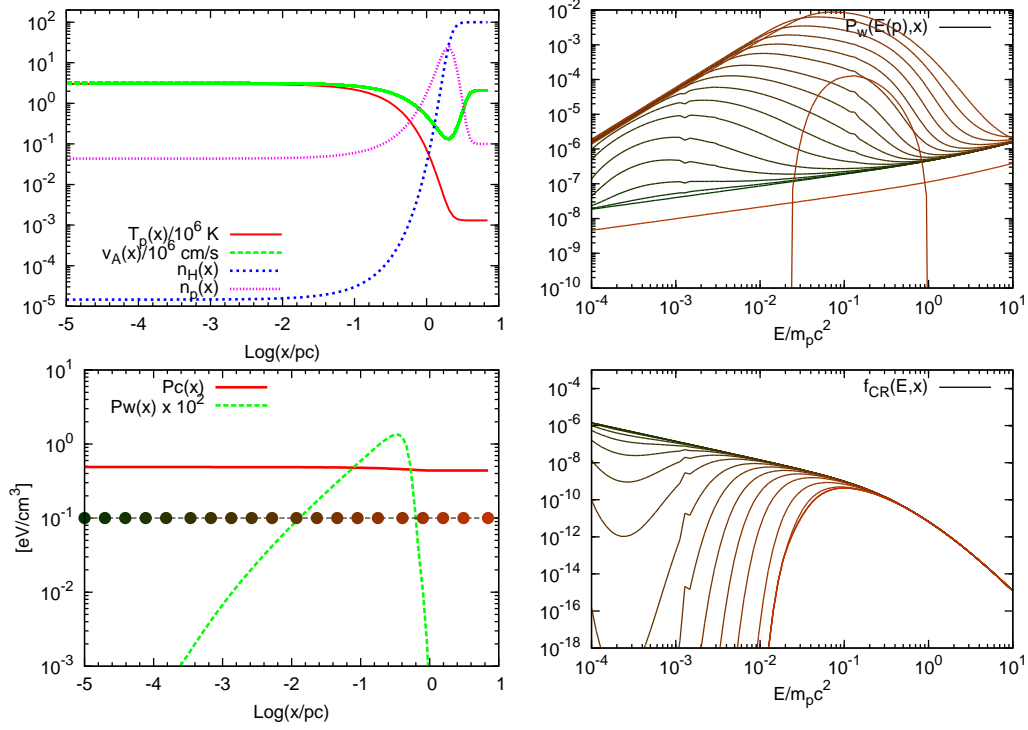 10^2
10^1
10^0
10^-1
10^-2
10^-3
10^-4
10^-5
T_p(x)/10^6 K
v_A(x)/10^6 cm/s
n_H(x)
n_p(x)
-5 -4 -3 -2 -1 0 1
Log(x/pc)
10^-2
10^-3
10^-4
10^-5
10^-6
10^-7
10^-8
10^-9
10^-10
P_w(E(p),x)
10^-4 10^-3 10^-2 10^-1 10^0 10^1
E/m_pc^2
[eV/cm^3]
10^1
10^0
10^-1
10^-2
10^-3
Pc(x)
Pw(x) x 10^2
-5 -4 -3 -2 -1 0 1
Log(x/pc)
10^-4
10^-6
10^-8
10^-10
10^-12
10^-14
10^-16
10^-18
f_CR(E,x)
10^-4 10^-3 10^-2 10^-1 10^0 10^1
E/m_pc^2